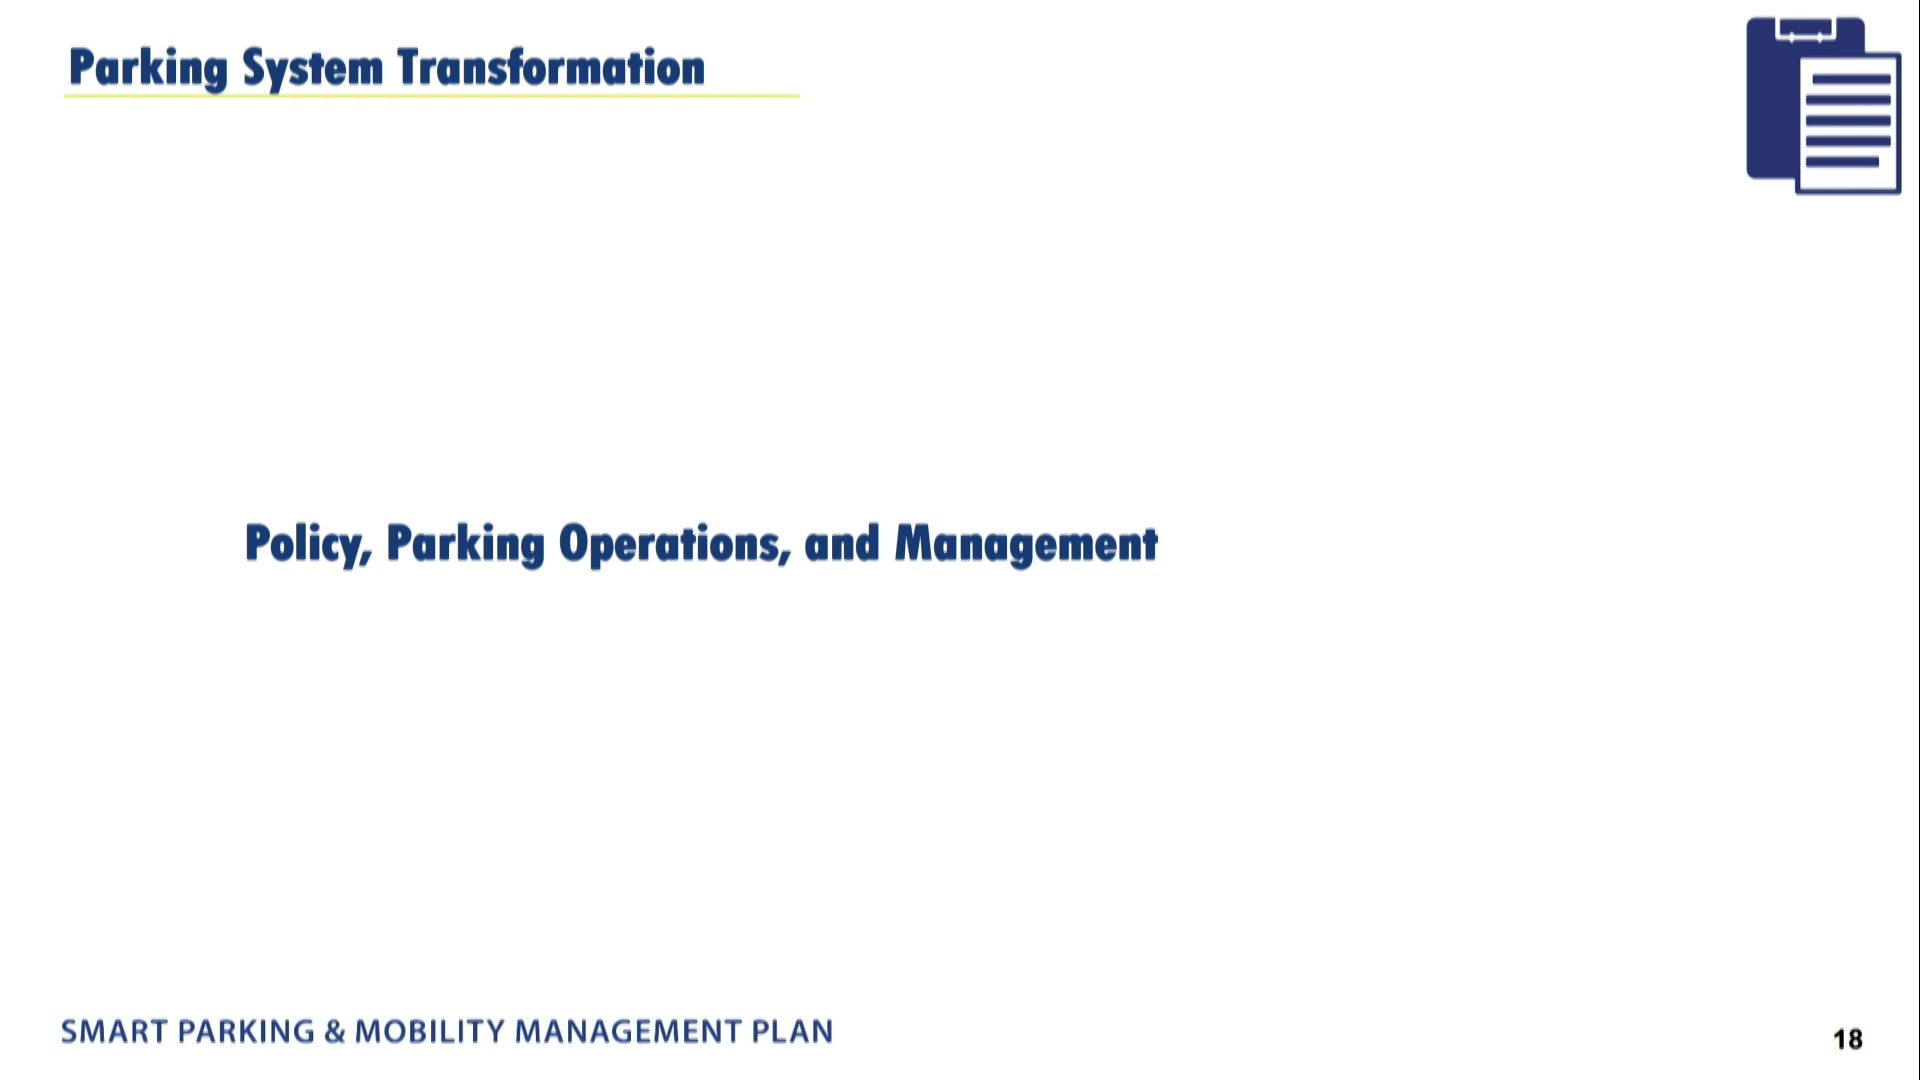 Parking System Transformation
Policy, Parking Operations, and Management
SMART PARKING & MOBILITY MANAGEMENT PLAN
18